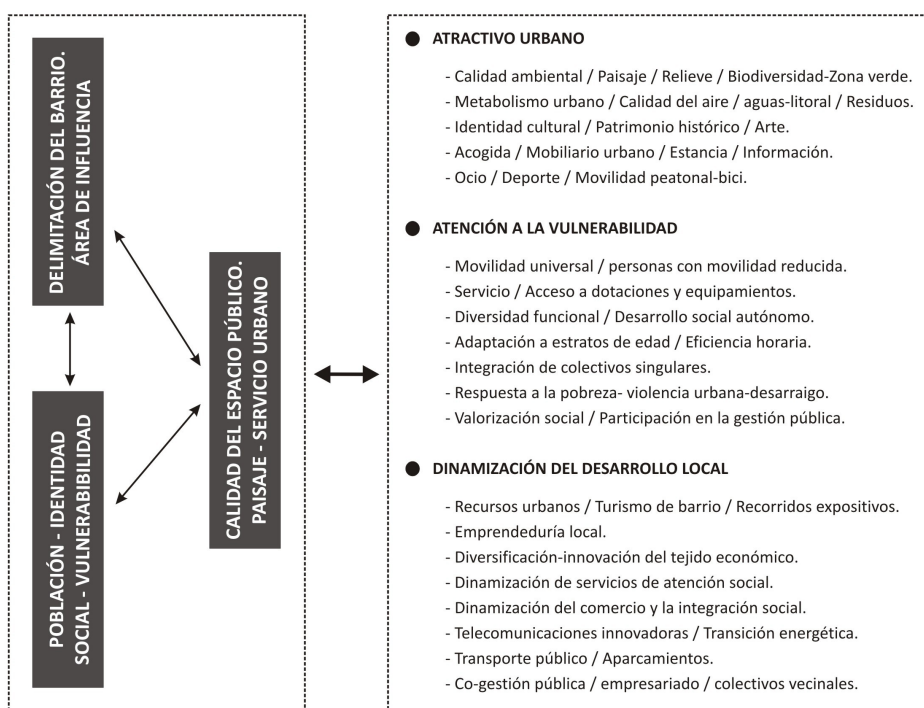 DELIMITACIÓN DEL BARRIO.
ÁREA DE INFLUENCIA
POBLACIÓN - IDENTIDAD
SOCIAL - VULNERABIBILIDAD
CALIDAD DEL ESPACIO PÚBLICO.
PAISAJE - SERVICIO URBANO
ATRACTIVO URBANO
- Calidad ambiental / Paisaje / Relieve / Biodiversidad-Zona verde.
- Metabolismo urbano / Calidad del aire / aguas-litoral / Residuos.
- Identidad cultural / Patrimonio histórico / Arte.
- Acogida / Mobiliario urbano / Estancia / Información.
- Ocio / Deporte / Movilidad peatonal-bici.
ATENCIÓN A LA VULNERABILIDAD
- Movilidad universal / personas con movilidad reducida.
- Servicio / Acceso a dotaciones y equipamientos.
- Diversidad funcional / Desarrollo social autónomo.
- Adaptación a estratos de edad / Eficiencia horaria.
- Integración de colectivos singulares.
- Respuesta a la pobreza- violencia urbana-desarraigo.
- Valorización social / Participación en la gestión pública.
DINAMIZACIÓN DEL DESARROLLO LOCAL
- Recursos urbanos / Turismo de barrio / Recorridos expositivos.
- Emprendeduría local.
- Diversificación-innovación del tejido económico.
- Dinamización de servicios de atención social.
- Dinamización del comercio y la integración social.
- Telecomunicaciones innovadoras / Transición energética.
- Transporte público / Aparcamientos.
- Co-gestión pública / empresariado / colectivos vecinales.